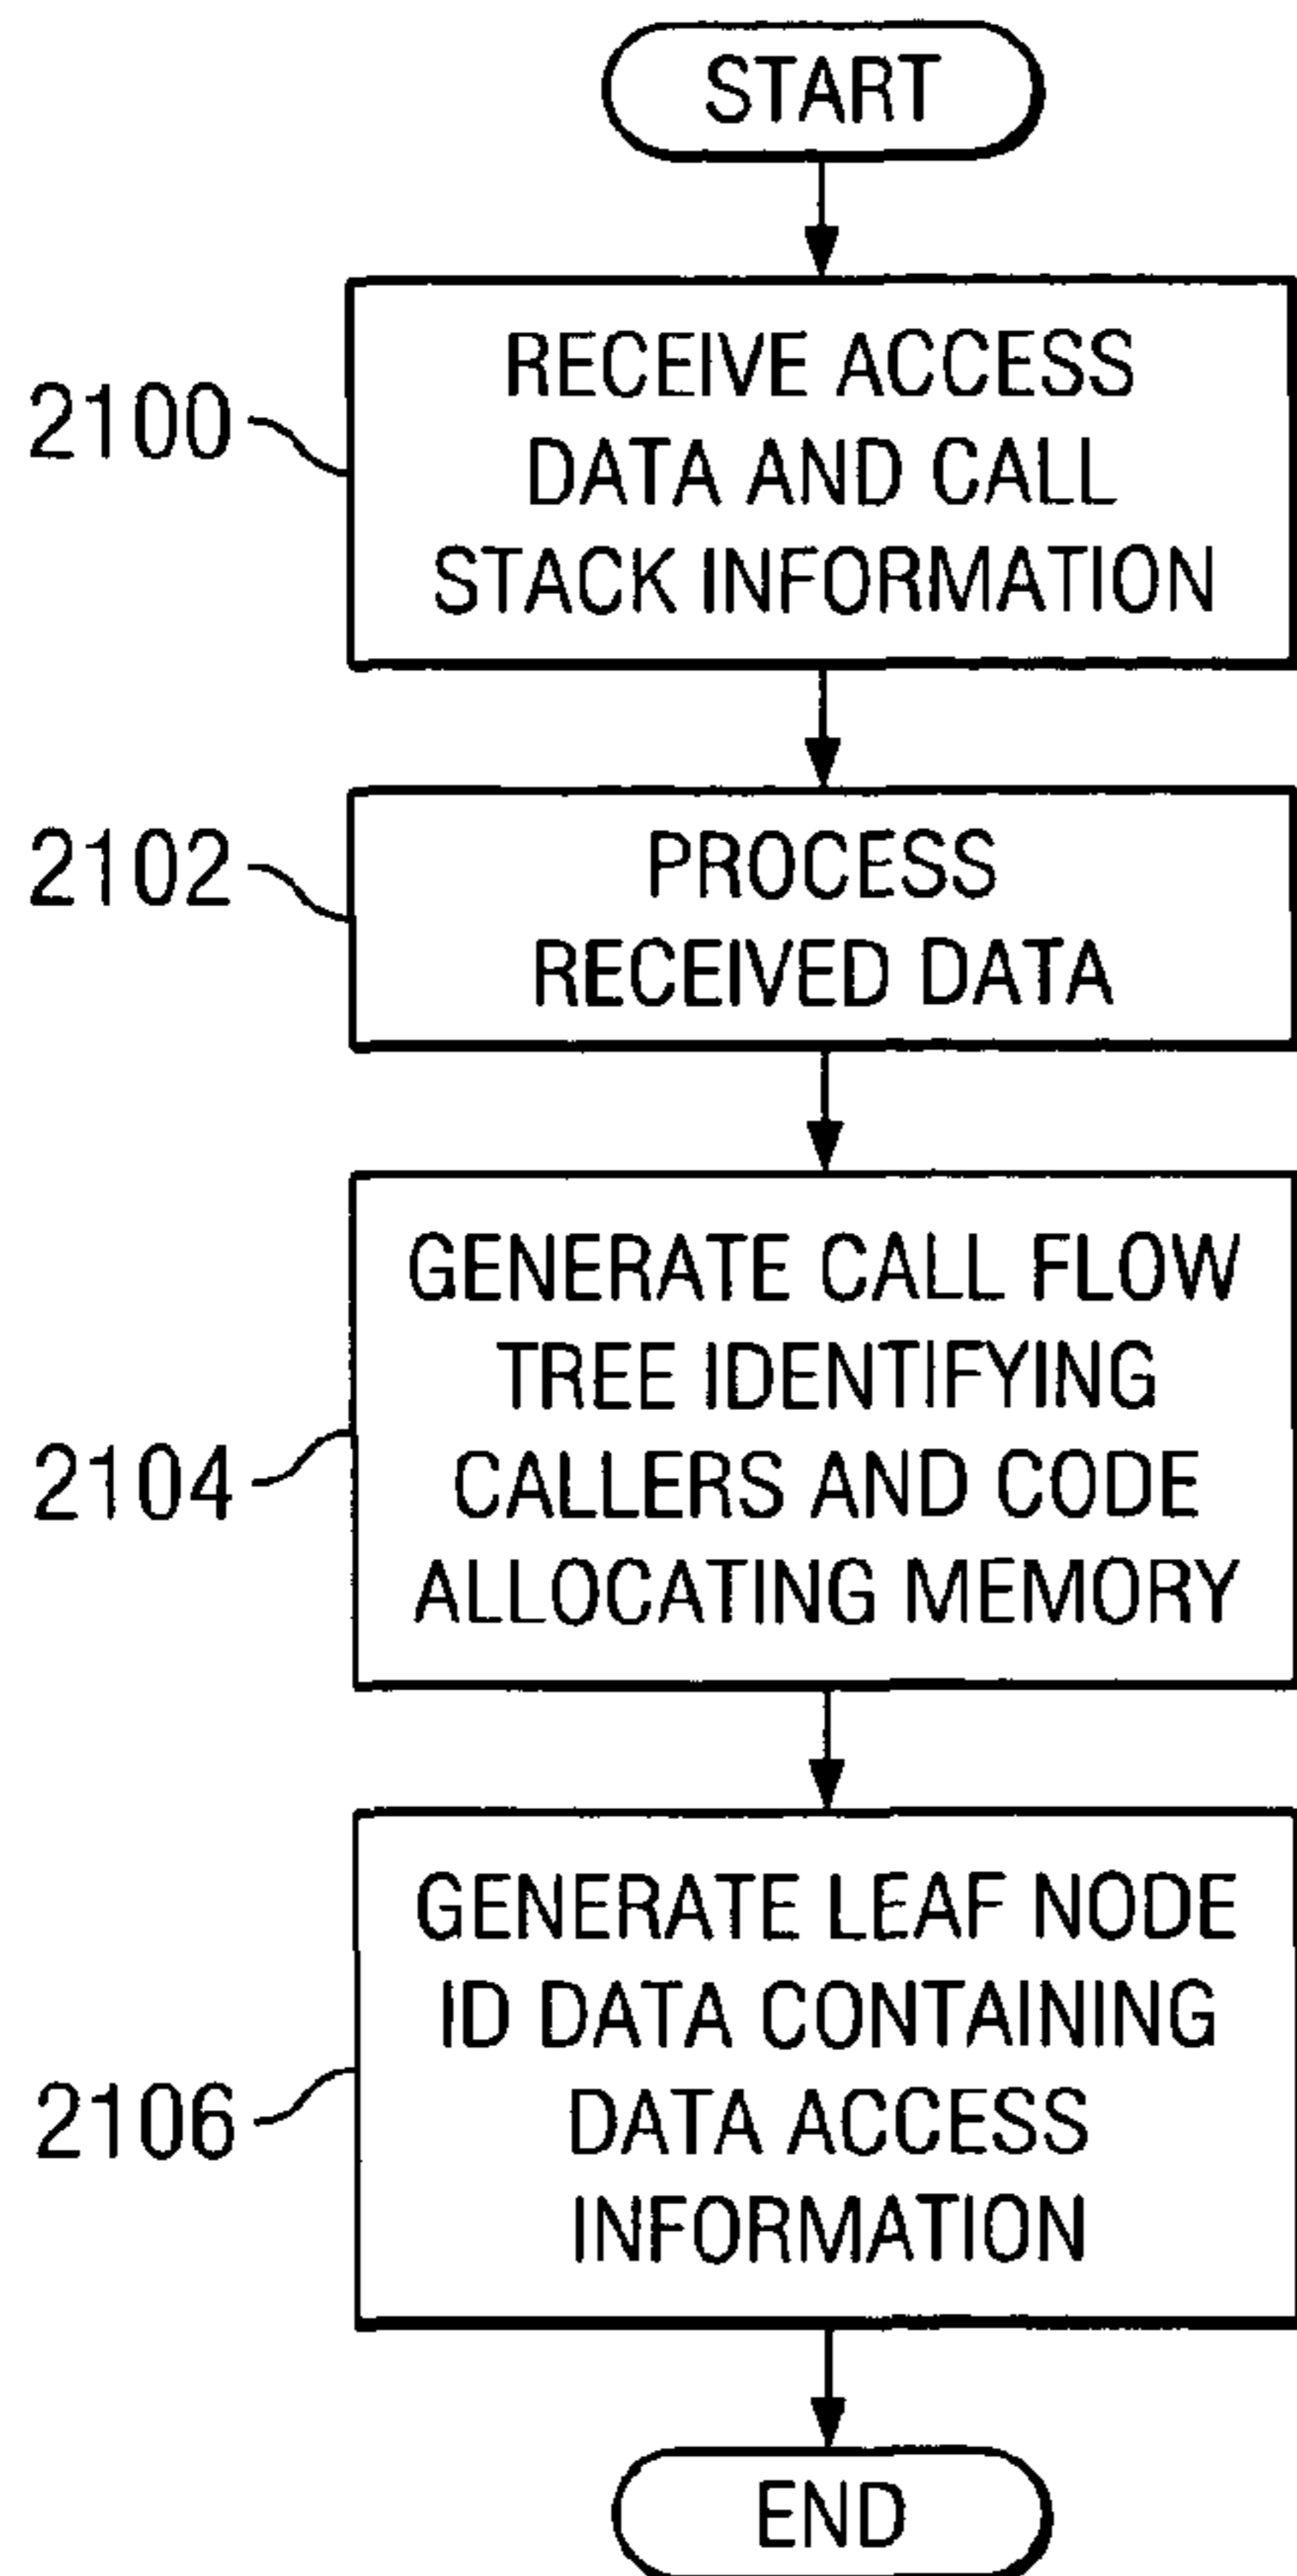 START
2100
RECEIVE ACCESS
DATA AND CALL
STACK INFORMATION
2102
PROCESS
RECEIVED DATA
2104
GENERATE CALL FLOW
TREE IDENTIFYING
CALLERS AND CODE
ALLOCATING MEMORY
2106
GENERATE LEAF NODE
ID DATA CONTAINING
DATA ACCESS
INFORMATION
END